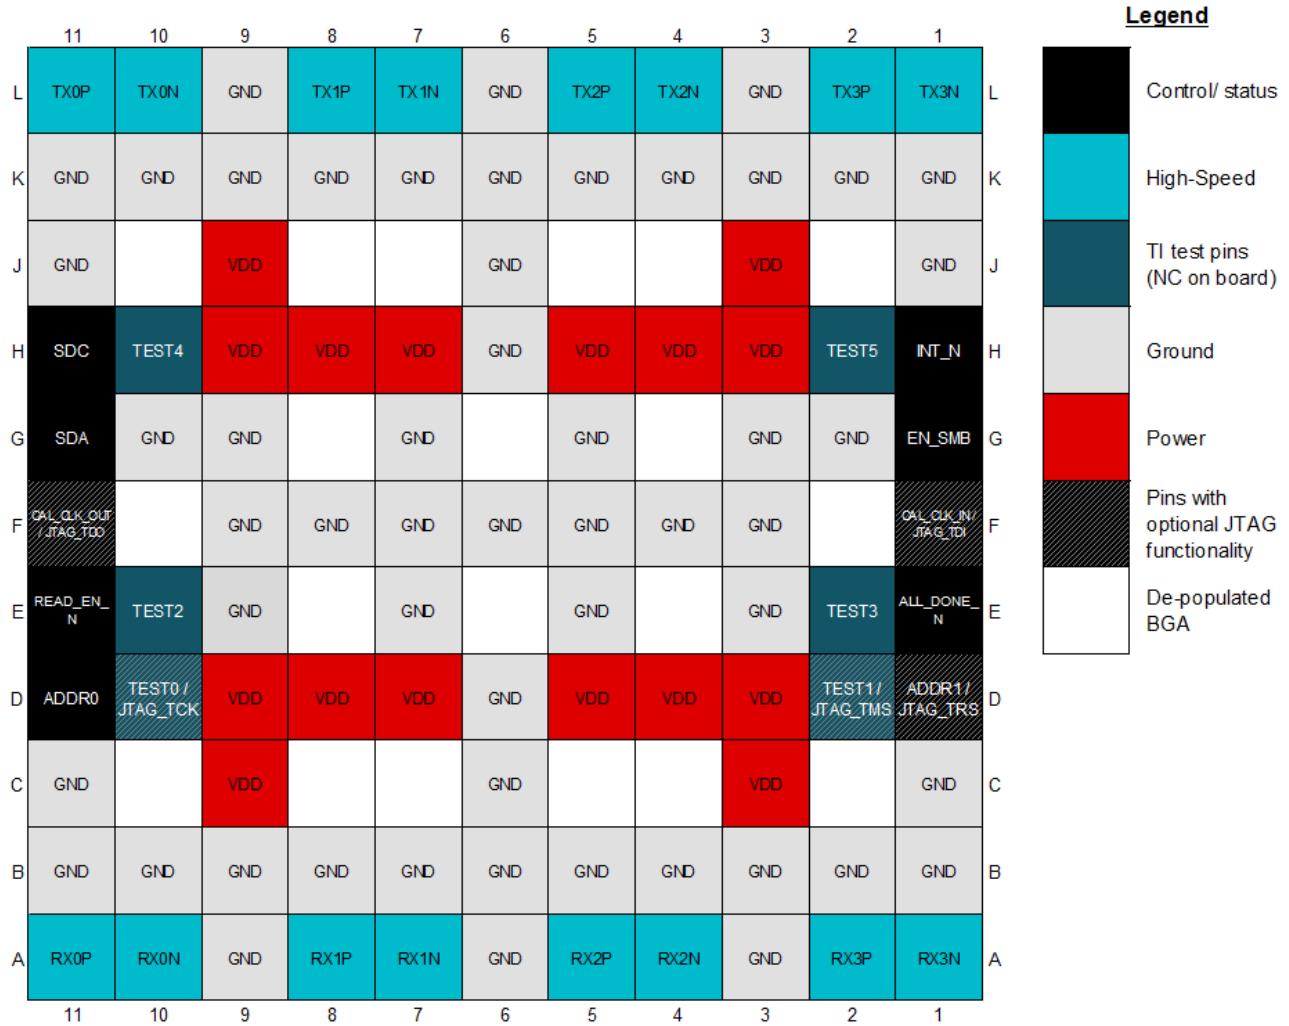 Legend
11 10 9 8 7 6 5 4 3 2 1
L TX0P TX0N GND TX1P TX1N GND TX2P TX2N GND TX3P TX3N L
Control/ status
K GND GND GND GND GND GND GND GND GND GND GND K
High-Speed
J GND VDD GND VDD GND J
TI test pins
(NC on board)
H SDC TEST4 VDD VDD VDD GND VDD VDD VDD TEST5 INT_N H
Ground
G SDA GND GND GND GND GND GND EN_SMB G
Power
F CAL_CLK_OUT
/ JTAG_TDO
GND GND GND GND GND GND GND
CAL_CLK_IN /
JTAG_TDI
F
Pins with
optional JTAG
functionality
E READ_EN_
N
TEST2 GND GND GND GND TEST3
ALL_DONE_
N
E
De-populated
BGA
D ADDR0
TEST0 /
JTAG_TCK
VDD VDD VDD GND VDD VDD VDD
TEST1 /
JTAG_TMS
ADDR1 /
JTAG_TRS
D
C GND VDD GND VDD GND C
B GND GND GND GND GND GND GND GND GND GND GND B
A RX0P RX0N GND RX1P RX1N GND RX2P RX2N GND RX3P RX3N A
11 10 9 8 7 6 5 4 3 2 1